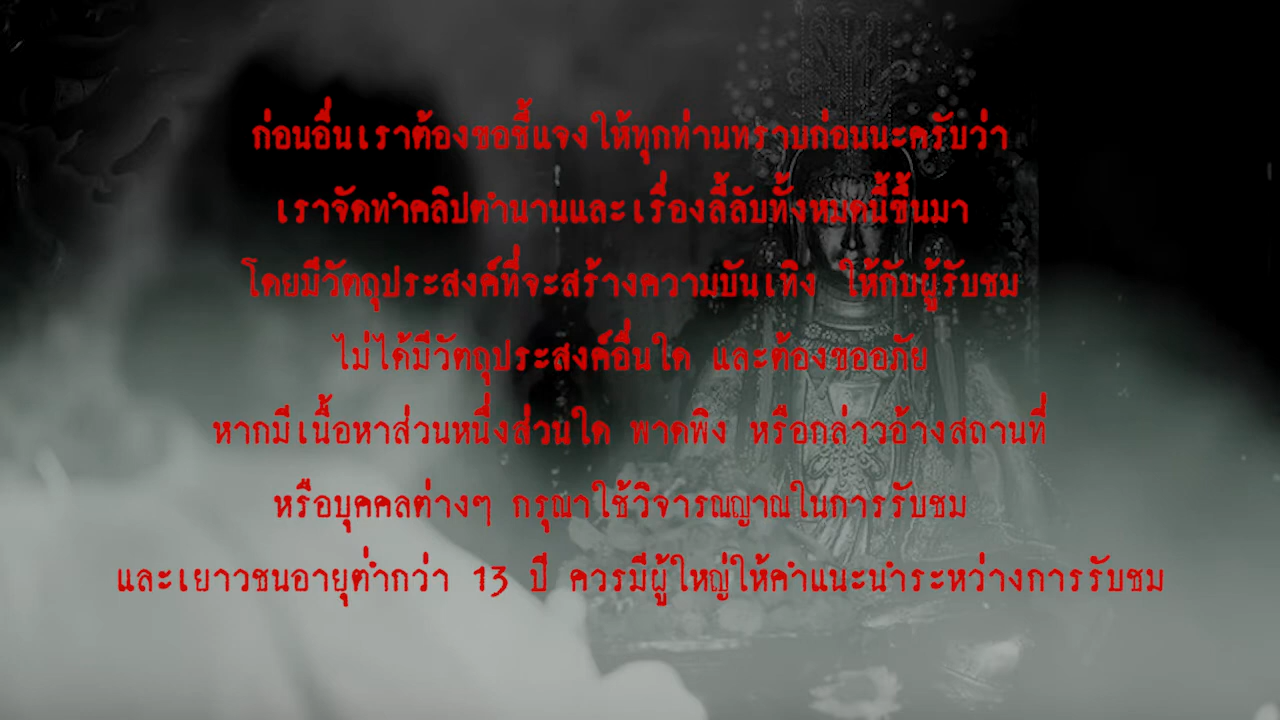 ก่อนอื่นเราต้องขอชี้แจงให้ทุกท่านทราบก่อนนะครับว่า
เราจัดทำคลิปตำนานและเรื่องลี้ลับทั้งหมดนี้ขึ้นมา
โดยมีวัตถุประสงค์ที่จะสร้างความบันเทิง ให้กับผู้รับชม
ไม่ได้มีวัตถุประสงค์อื่นใด และต้องขออภัย
หากมีเนื้อหาส่วนหนึ่งส่วนใด พาดพิง หรือกล่าวอ้างสถานที่
หรือบุคคลต่างๆ กรุณาใช้วิจารณญาณในการรับชม
และเยาวชนอายุต่ำกว่า 13 ปี ควรมีผู้ใหญ่ให้คำแนะนำระหว่างการรับชม